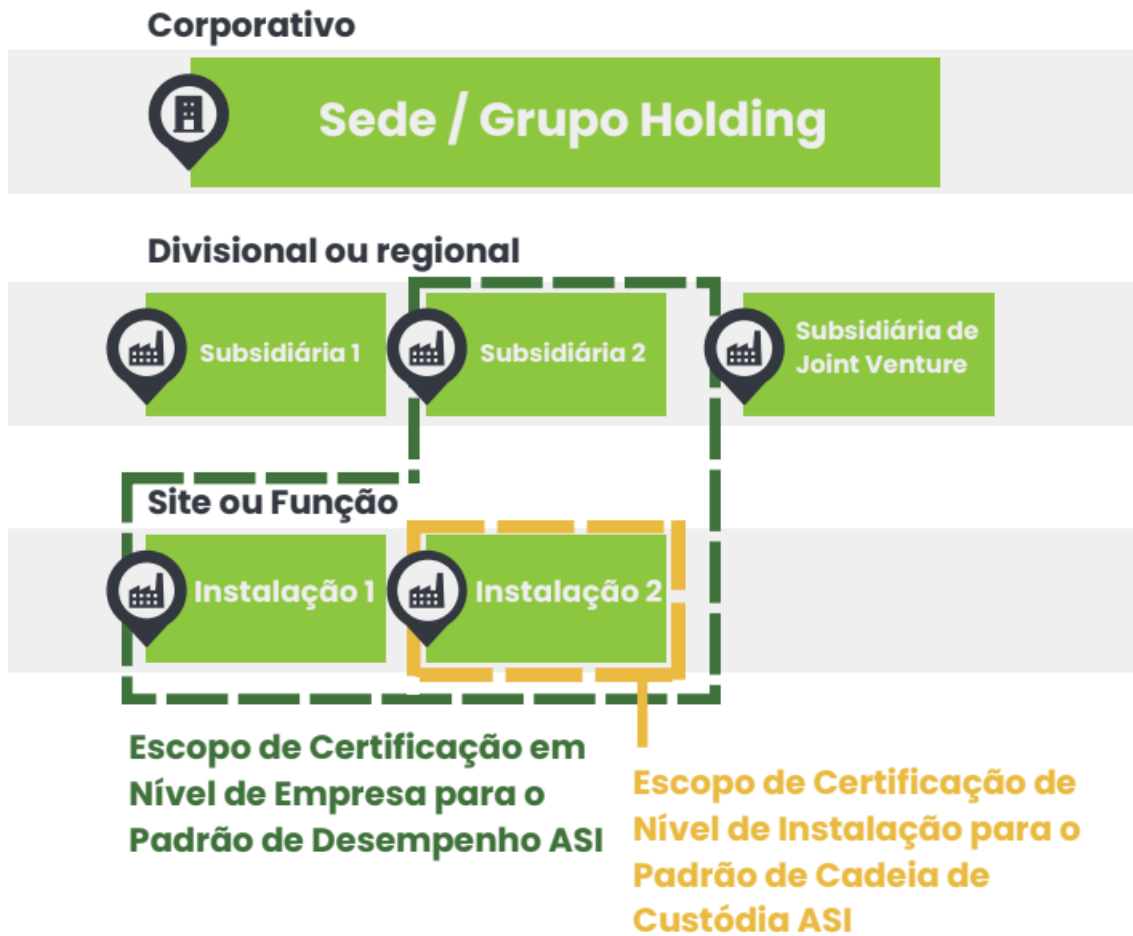 Corporativo
Sede / Grupo Holding
Divisional ou regional
Subsidiária 1
Subsidiária 2
Subsidiária de
Joint Venture
Site ou Função
Instalação 1
Instalação 2
Escopo de Certificação em
Nível de Empresa para o
Padrão de Desempenho ASI
Escopo de Certificação de
Nível de Instalação para o
Padrão de Cadeia de
Custódia ASI